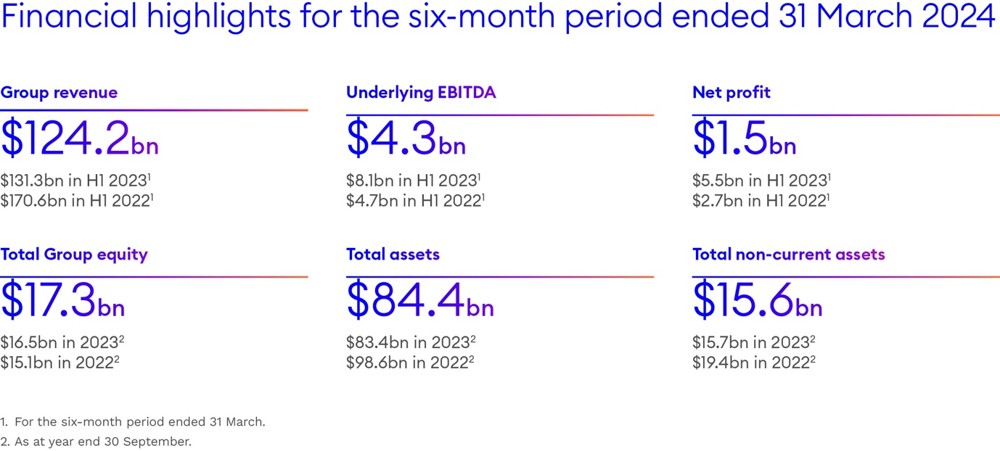 Financial highlights for the six-month period ended 31 March 2024
Group revenue
$124.2bn
$131.3bn in H1 2023¹
$170.6bn in H1 2022¹
Underlying EBITDA
$4.3bn
$8.1bn in H1 2023¹
$4.7bn in H1 2022¹
Net profit
$1.5bn
$5.5bn in H1 2023¹
$2.7bn in H1 2022¹
Total Group equity
$17.3bn
$16.5bn in 2023²
$15.1bn in 2022²
Total assets
$84.4bn
$83.4bn in 2023²
$98.6bn in 2022²
Total non-current assets
$15.6bn
$15.7bn in 2023²
$19.4bn in 2022²
1. For the six-month period ended 31 March.
2. As at year end 30 September.